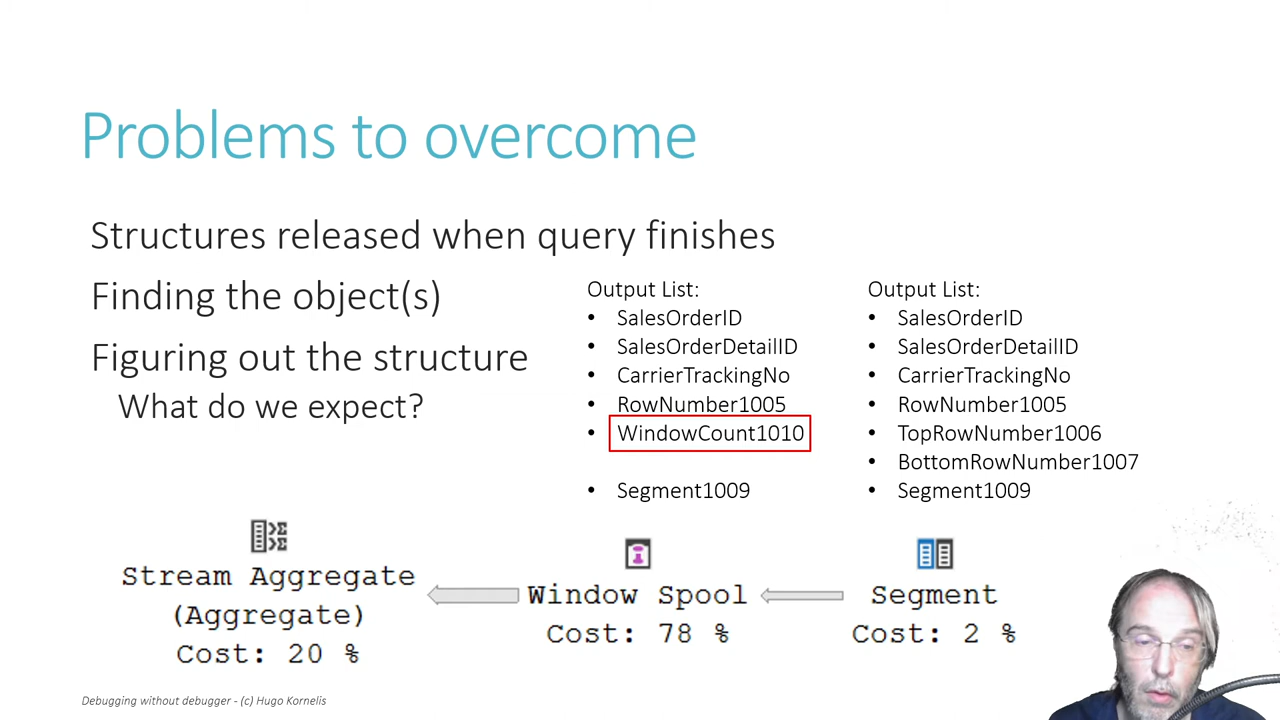 Problems to overcome
Structures released when query finishes
Finding the object(s)
Figuring out the structure
What do we expect?
Output List:
• SalesOrderID
• SalesOrderDetailID
• CarrierTrackingNo
• RowNumber1005
• WindowCount1010
• Segment1009
Output List:
• SalesOrderID
• SalesOrderDetailID
• CarrierTrackingNo
• RowNumber1005
• TopRowNumber1006
• BottomRowNumber1007
• Segment1009
Stream Aggregate
(Aggregate)
Cost: 20 %
Window Spool
Cost: 78 %
Segment
Cost: 2 %
Debugging without debugger - (c) Hugo Kornelis